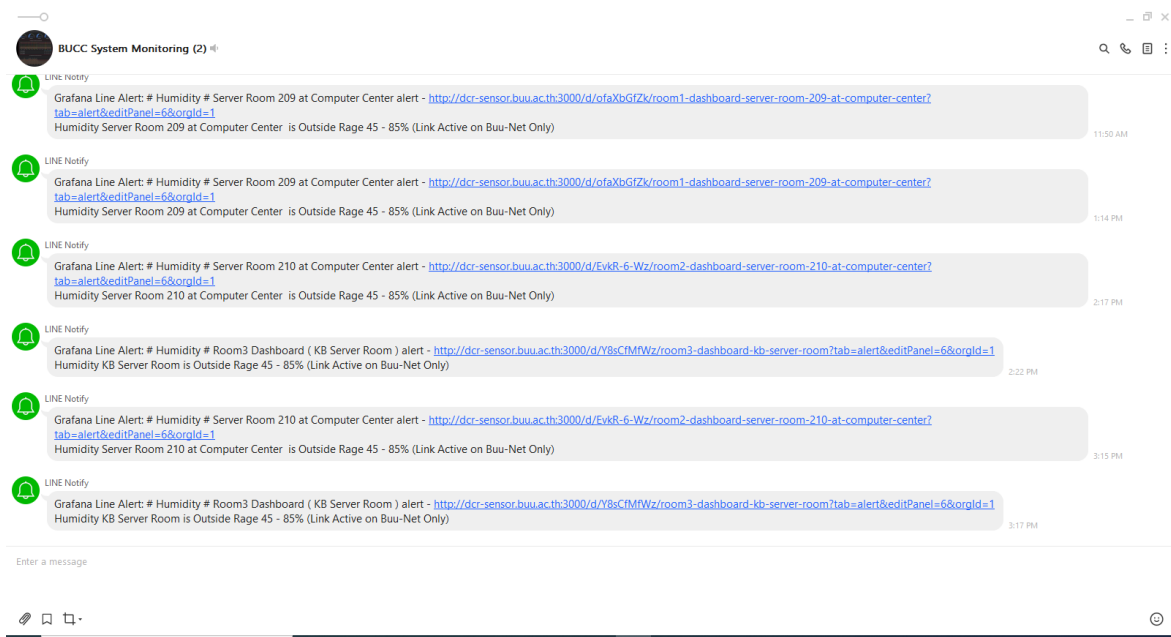 BUCC System Monitoring (2)
LINE Notify
Grafana Line Alert: # Humidity # Server Room 209 at Computer Center alert - http://dcr-sensor.buu.ac.th:3000/d/ofaXbGfZk/room1-dashboard-server-room-209-at-computer-center?
tab=alert&editPanel=6&orgId=1
Humidity Server Room 209 at Computer Center  is Outside Rage 45 - 85% (Link Active on Buu-Net Only)
11:50 AM
LINE Notify
Grafana Line Alert: # Humidity # Server Room 209 at Computer Center alert - http://dcr-sensor.buu.ac.th:3000/d/ofaXbGfZk/room1-dashboard-server-room-209-at-computer-center?
tab=alert&editPanel=6&orgId=1
Humidity Server Room 209 at Computer Center  is Outside Rage 45 - 85% (Link Active on Buu-Net Only)
1:14 PM
LINE Notify
Grafana Line Alert: # Humidity # Server Room 210 at Computer Center alert - http://dcr-sensor.buu.ac.th:3000/d/EvkR-6-Wz/room2-dashboard-server-room-210-at-computer-center?
tab=alert&editPanel=6&orgId=1
Humidity Server Room 210 at Computer Center  is Outside Rage 45 - 85% (Link Active on Buu-Net Only)
2:17 PM
LINE Notify
Grafana Line Alert: # Humidity # Room3 Dashboard ( KB Server Room ) alert - http://dcr-sensor.buu.ac.th:3000/d/Y8sCfMfWz/room3-dashboard-kb-server-room?tab=alert&editPanel=6&orgId=1
Humidity KB Server Room is Outside Rage 45 - 85% (Link Active on Buu-Net Only)
2:22 PM
LINE Notify
Grafana Line Alert: # Humidity # Server Room 210 at Computer Center alert - http://dcr-sensor.buu.ac.th:3000/d/EvkR-6-Wz/room2-dashboard-server-room-210-at-computer-center?
tab=alert&editPanel=6&orgId=1
Humidity Server Room 210 at Computer Center  is Outside Rage 45 - 85% (Link Active on Buu-Net Only)
3:15 PM
LINE Notify
Grafana Line Alert: # Humidity # Room3 Dashboard ( KB Server Room ) alert - http://dcr-sensor.buu.ac.th:3000/d/Y8sCfMfWz/room3-dashboard-kb-server-room?tab=alert&editPanel=6&orgId=1
Humidity KB Server Room is Outside Rage 45 - 85% (Link Active on Buu-Net Only)
3:17 PM
Enter a message